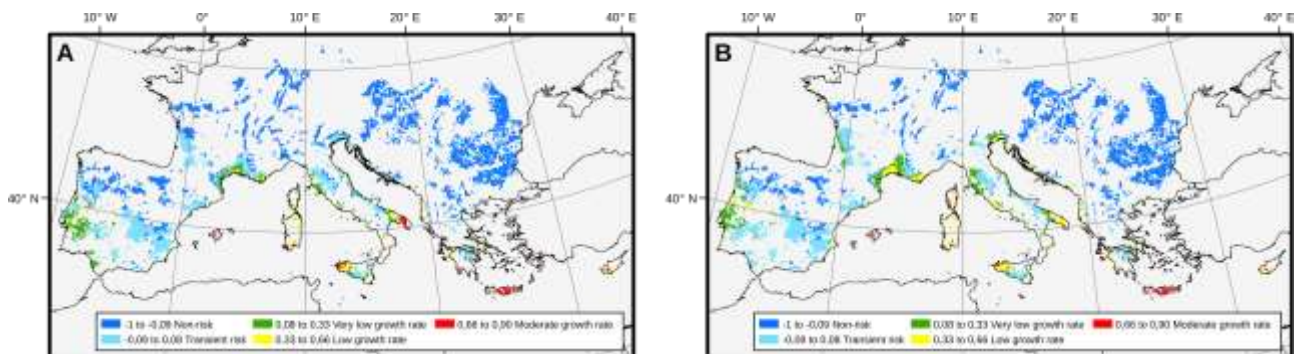 10° W 0° 10° E 20° E 30° E 40° E
A
40° N
-1 to -0,09 Non-risk
0,08 to 0,33 Very low growth rate
0,66 to 0,90 Moderate growth rate
-0,09 to 0,08 Transient risk
0,33 to 0,66 Low growth rate
10° W 0° 10° E 20° E 30° E 40° E
B
40° N
-1 to -0,09 Non-risk
0,08 to 0,33 Very low growth rate
0,66 to 0,90 Moderate growth rate
-0,09 to 0,08 Transient risk
0,33 to 0,66 Low growth rate